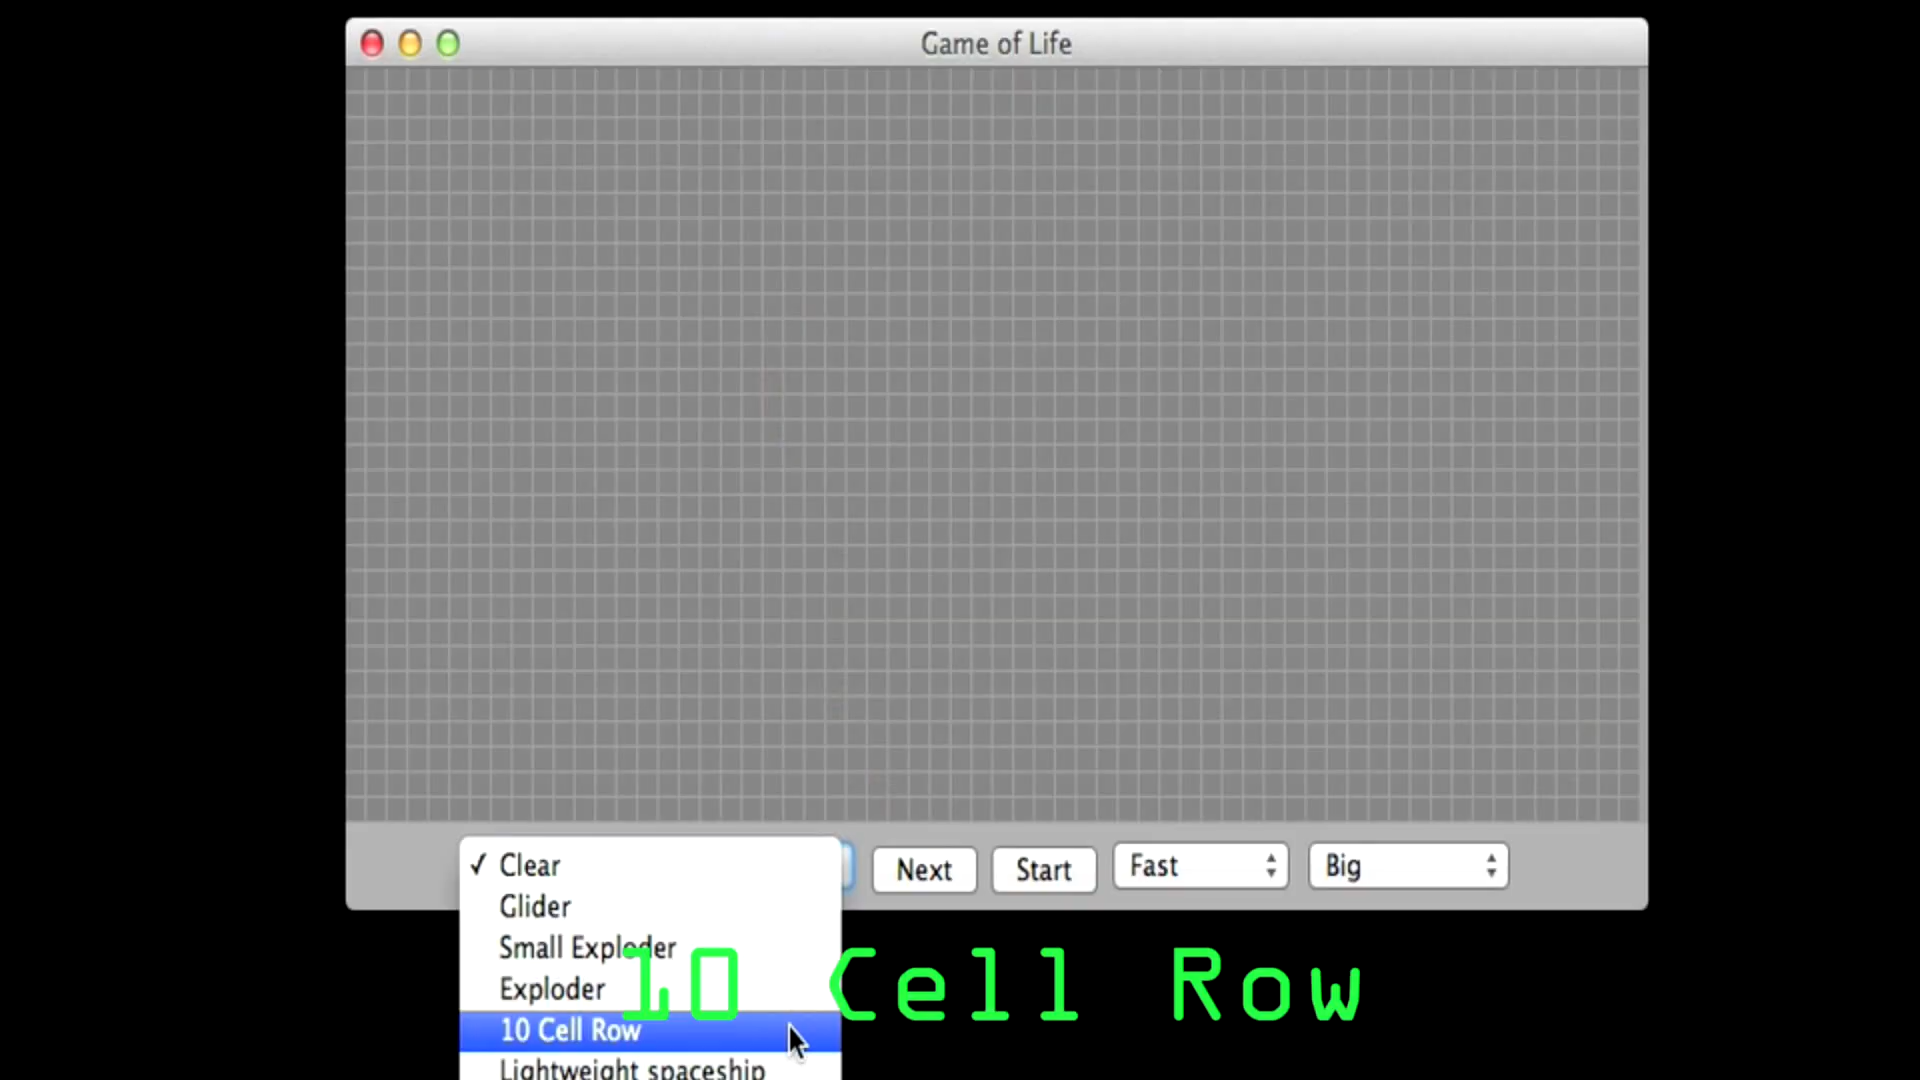 Game of Life
✓ Clear
Next
Start
Fast
Big
Glider
Small Exploder
Exploder
10 Cell Row
10 Cell Row
Lightweight spaceship